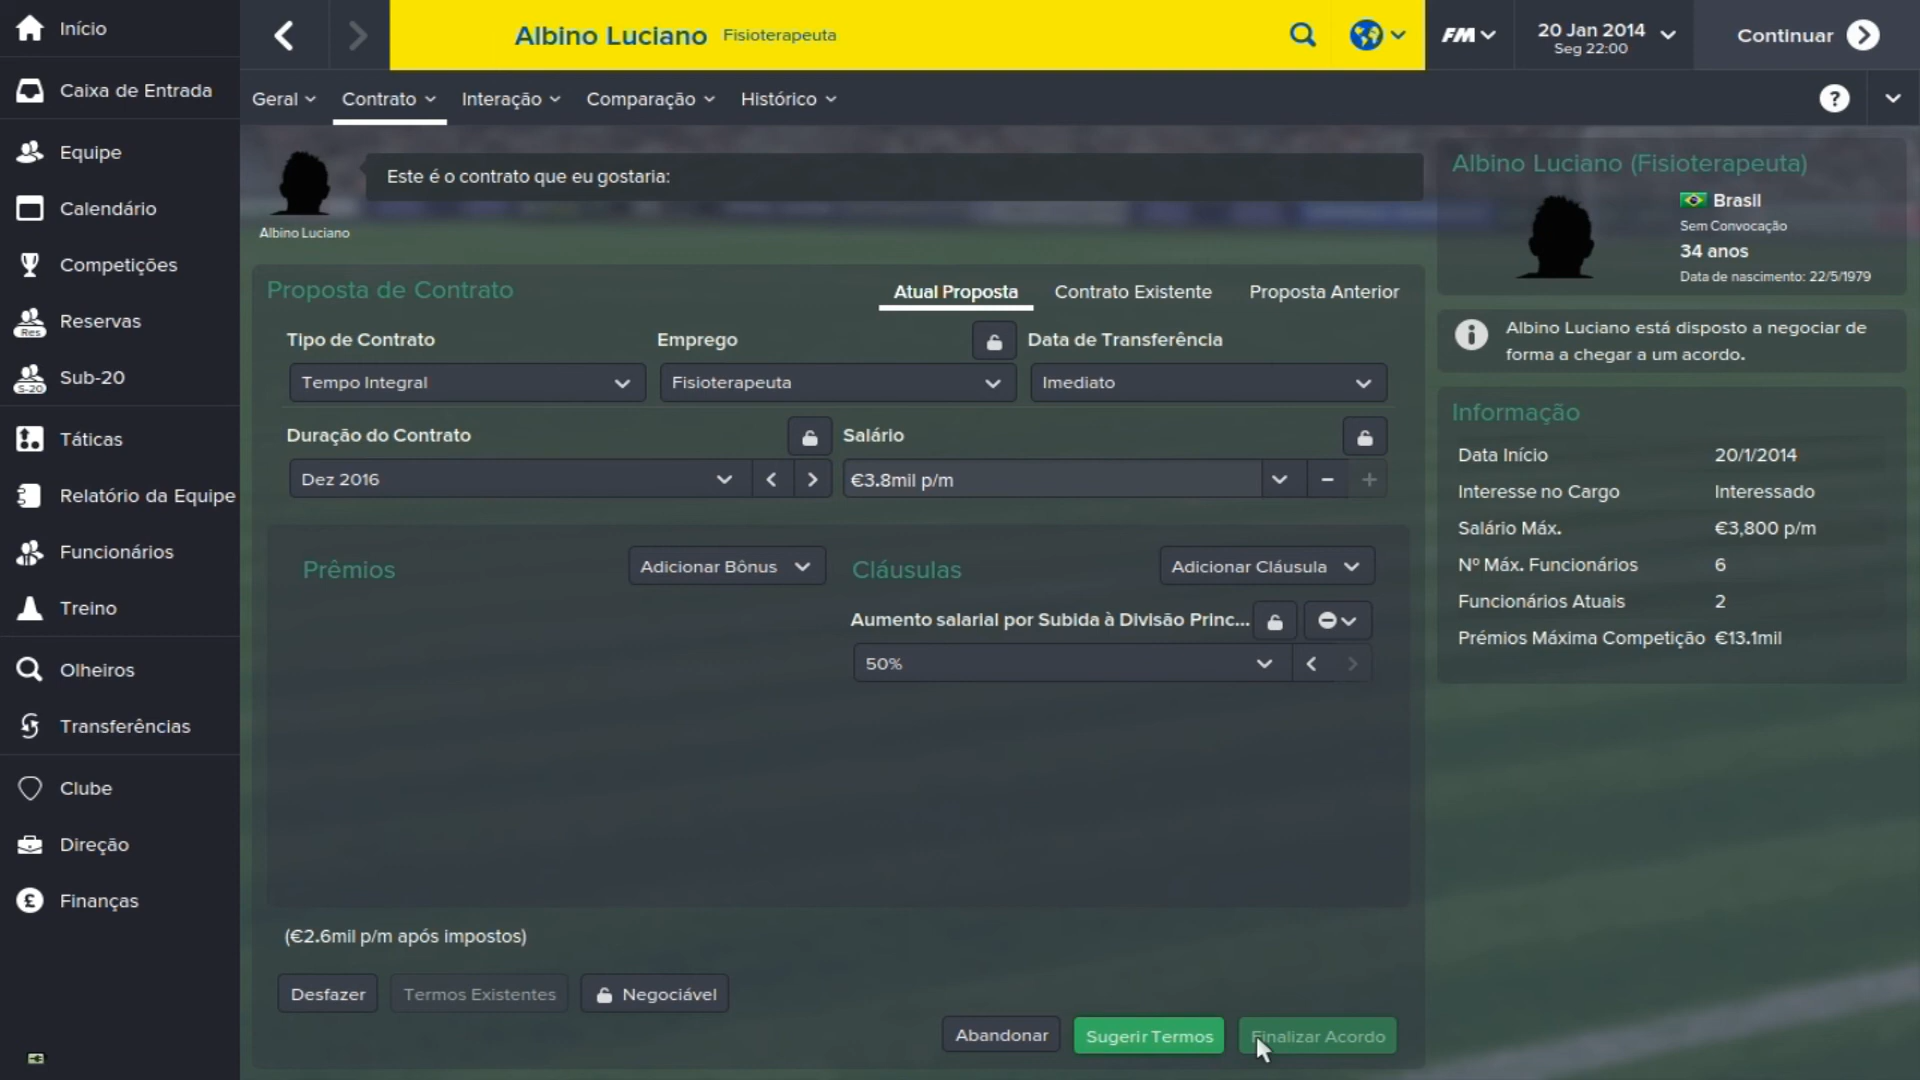 Início
Caixa de Entrada
Equipe
Calendário
Competições
Reservas
Res
Sub-20
S-20
Táticas
Relatório da Equipe
Funcionários
Treino
Olheiros
Transferências
Clube
Direção
Finanças
Albino Luciano Fisioterapeuta
FM
20 Jan 2014
Seg 22:00
Continuar
Geral Contrato Interação Comparação Histórico
Este é o contrato que eu gostaria:
Albino Luciano
Proposta de Contrato
Atual Proposta Contrato Existente Proposta Anterior
Tipo de Contrato Emprego Data de Transferência
Tempo Integral Fisioterapeuta Imediato
Duração do Contrato Salário
Dez 2016 €3.8mil p/m
Prêmios Adicionar Bônus Cláusulas Adicionar Cláusula
Aumento salarial por Subida à Divisão Princ...
50%
(€2.6mil p/m após impostos)
Desfazer Termos Existentes Negociável
Abandonar Sugerir Termos Finalizar Acordo
Albino Luciano (Fisioterapeuta)
Brasil
Sem Convocação
34 anos
Data de nascimento: 22/5/1979
Albino Luciano está disposto a negociar de
forma a chegar a um acordo.
Informação
Data Início 20/1/2014
Interesse no Cargo Interessado
Salário Máx. €3,800 p/m
Nº Máx. Funcionários 6
Funcionários Atuais 2
Prémios Máxima Competição €13.1mil